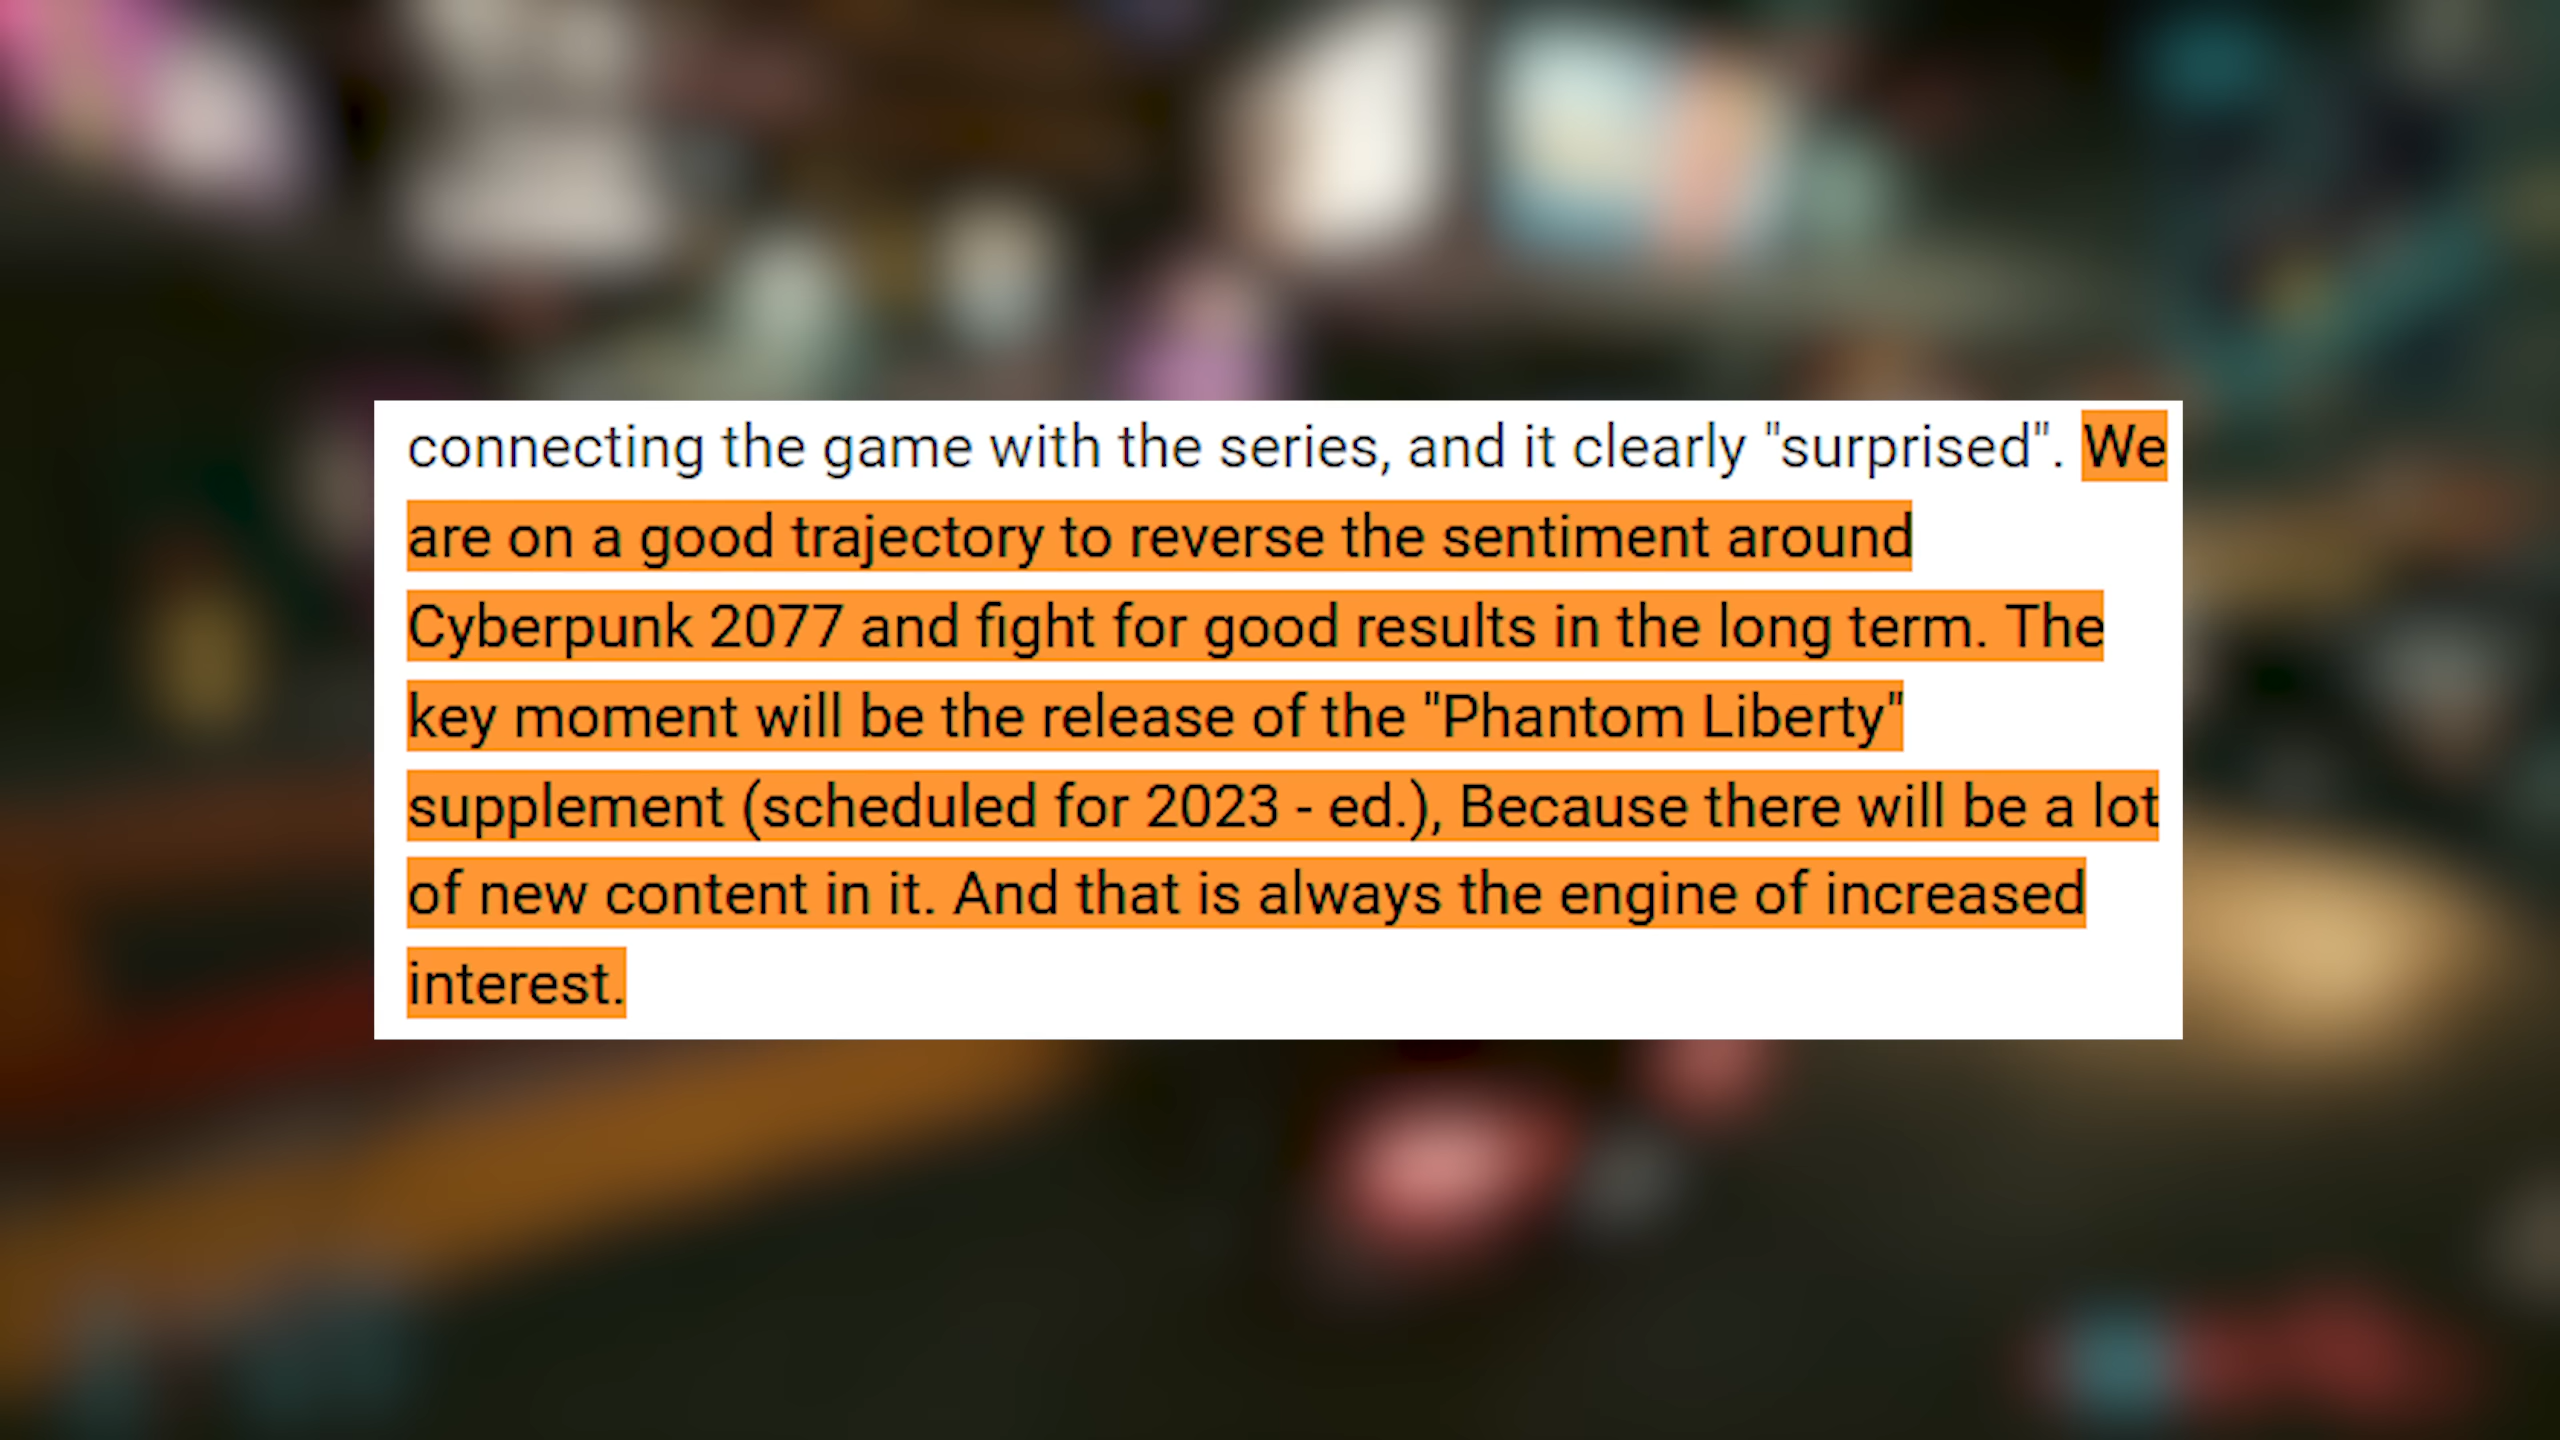 connecting the game with the series, and it clearly "surprised". We
are on a good trajectory to reverse the sentiment around
Cyberpunk 2077 and fight for good results in the long term. The
key moment will be the release of the "Phantom Liberty"
supplement (scheduled for 2023 - ed.), Because there will be a lot
of new content in it. And that is always the engine of increased
interest.